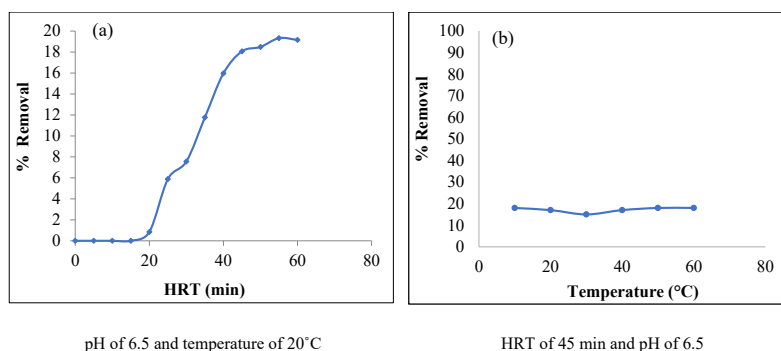 (a)
% Removal
20
18
16
14
12
10
8
6
4
2
0
0 20 40 60 80
HRT (min)
pH of 6.5 and temperature of 20˚C
(b)
% Removal
100
90
80
70
60
50
40
30
20
10
0
0 20 40 60 80
Temperature (°C)
HRT of 45 min and pH of 6.5